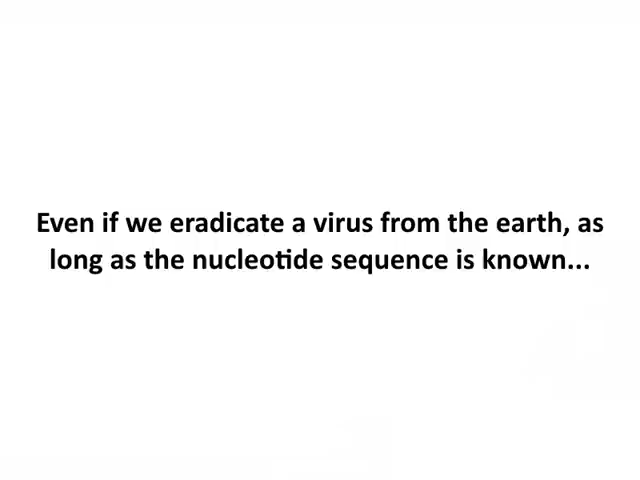 Even if we eradicate a virus from the earth, as
long as the nucleotide sequence is known...